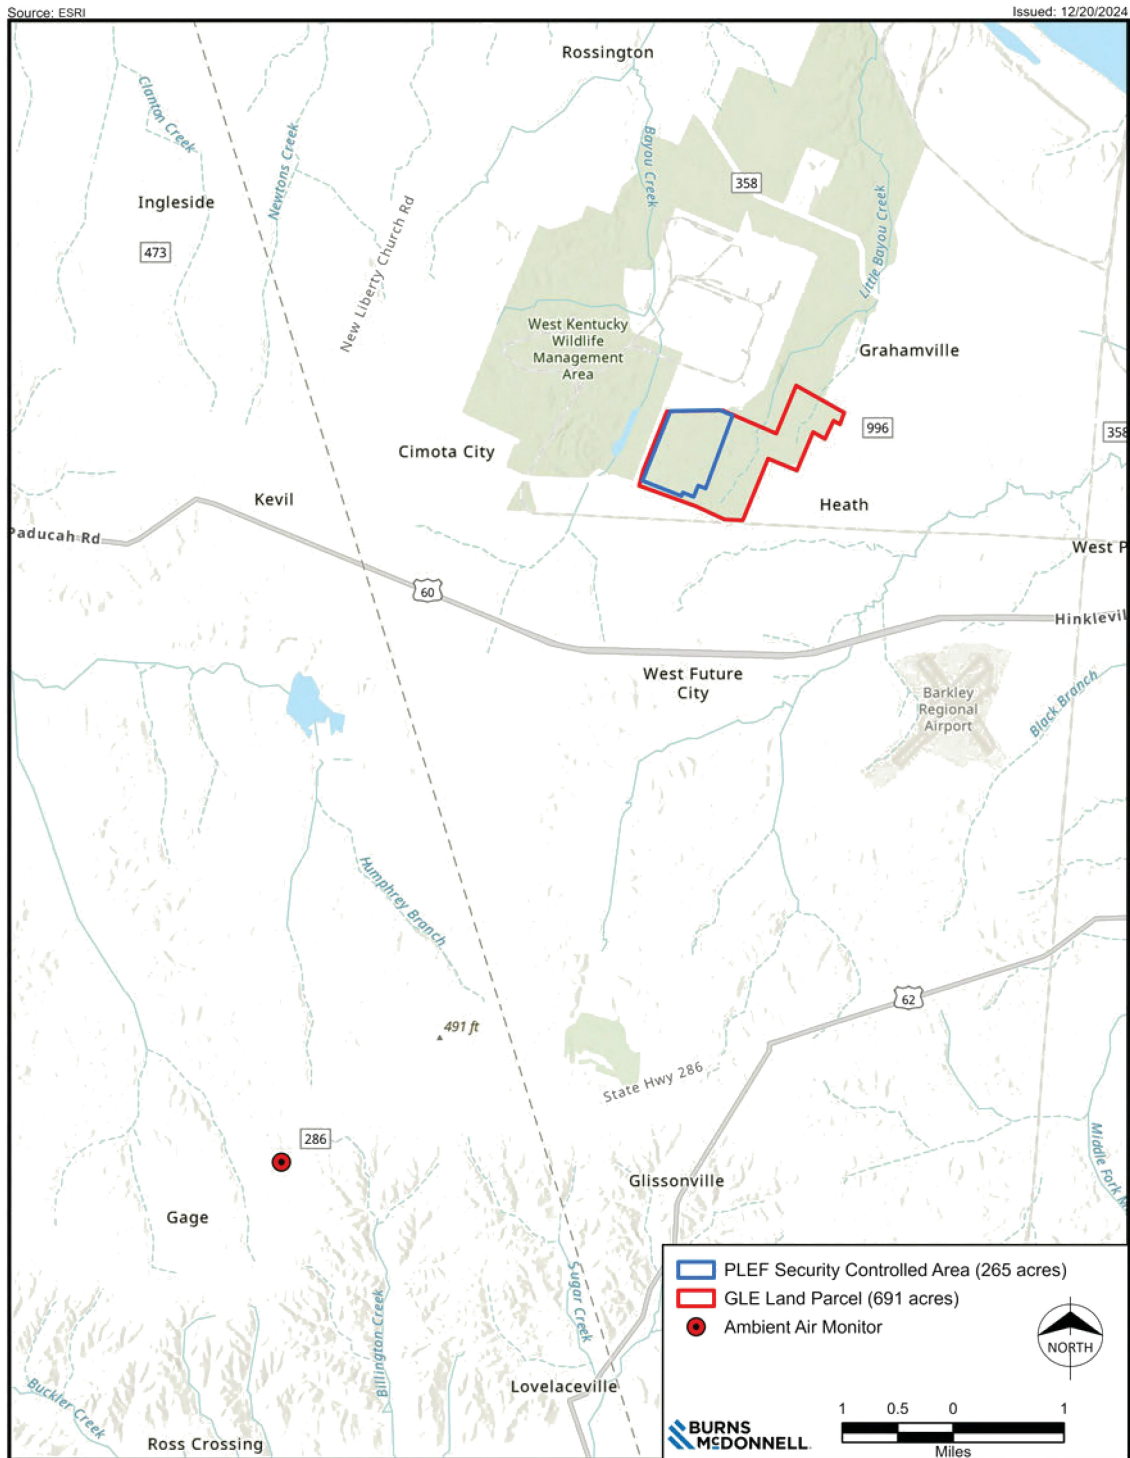 Source: ESRI
Issued: 12/20/2024
Rossington
Clanton Creek
Newtons Creek
Bayou Creek
358
Ingleside
Little Bayou Creek
473
New Liberty Church Rd
West Kentucky
Wildlife
Management
Area
Grahamville
996
358
Cimota City
Kevil
Heath
Paducah Rd
West P
60
Hinklevil
West Future
City
Barkley
Regional
Airport
Black Branch
Humphrey Branch
62
491 ft
State Hwy 286
286
Middle Fork M
Glissonville
Gage
Sugar Creek
Billington Creek
Lovelaceville
Buckler Creek
Ross Crossing
PLEF Security Controlled Area (265 acres)
GLE Land Parcel (691 acres)
Ambient Air Monitor
NORTH
1 0.5 0 1
Miles
BURNS
MCDONNELL